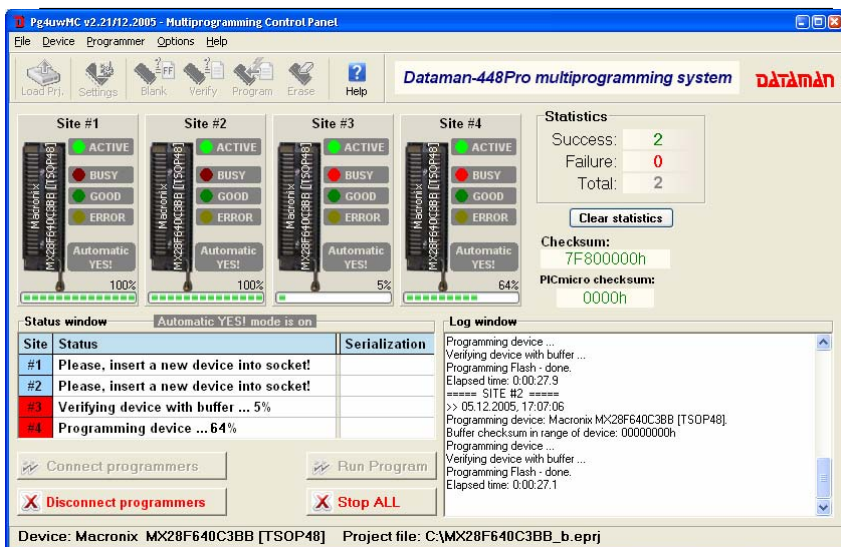 Pg4uwMC v2.21/12.2005 - Multiprogramming Control Panel
File Device Programmer Options Help
Load Prj. Settings Blank Verify Program Erase Help
Dataman-448Pro multiprogramming system
DATAMAN
Site #1
Macronix
MX28F640C3BB [TSOP48]
ACTIVE
BUSY
GOOD
ERROR
Automatic
YES!
100%
Site #2
Macronix
MX28F640C3BB [TSOP48]
ACTIVE
BUSY
GOOD
ERROR
Automatic
YES!
100%
Site #3
Macronix
MX28F640C3BB [TSOP48]
ACTIVE
BUSY
GOOD
ERROR
Automatic
YES!
5%
Site #4
Macronix
MX28F640C3BB [TSOP48]
ACTIVE
BUSY
GOOD
ERROR
Automatic
YES!
64%
Statistics
Success: 2
Failure: 0
Total: 2
Clear statistics
Checksum:
7F800000h
PICmicro checksum:
0000h
Status window Automatic YES! mode is on
Site Status Serialization
#1 Please, insert a new device into socket!
#2 Please, insert a new device into socket!
#3 Verifying device with buffer ... 5%
#4 Programming device ... 64%
Connect programmers
Run Program
Disconnect programmers
Stop ALL
Log window
Programming device ...
Verifying device with buffer ...
Programming Flash - done.
Elapsed time: 0:00:27.9
===== SITE #2 =====
>> 05.12.2005, 17:07:06
Programming device: Macronix MX28F640C3BB [TSOP48].
Buffer checksum in range of device: 00000000h
Programming device ...
Verifying device with buffer ...
Programming Flash - done.
Elapsed time: 0:00:27.1
Device: Macronix MX28F640C3BB [TSOP48] Project file: C:\MX28F640C3BB_b.eprj